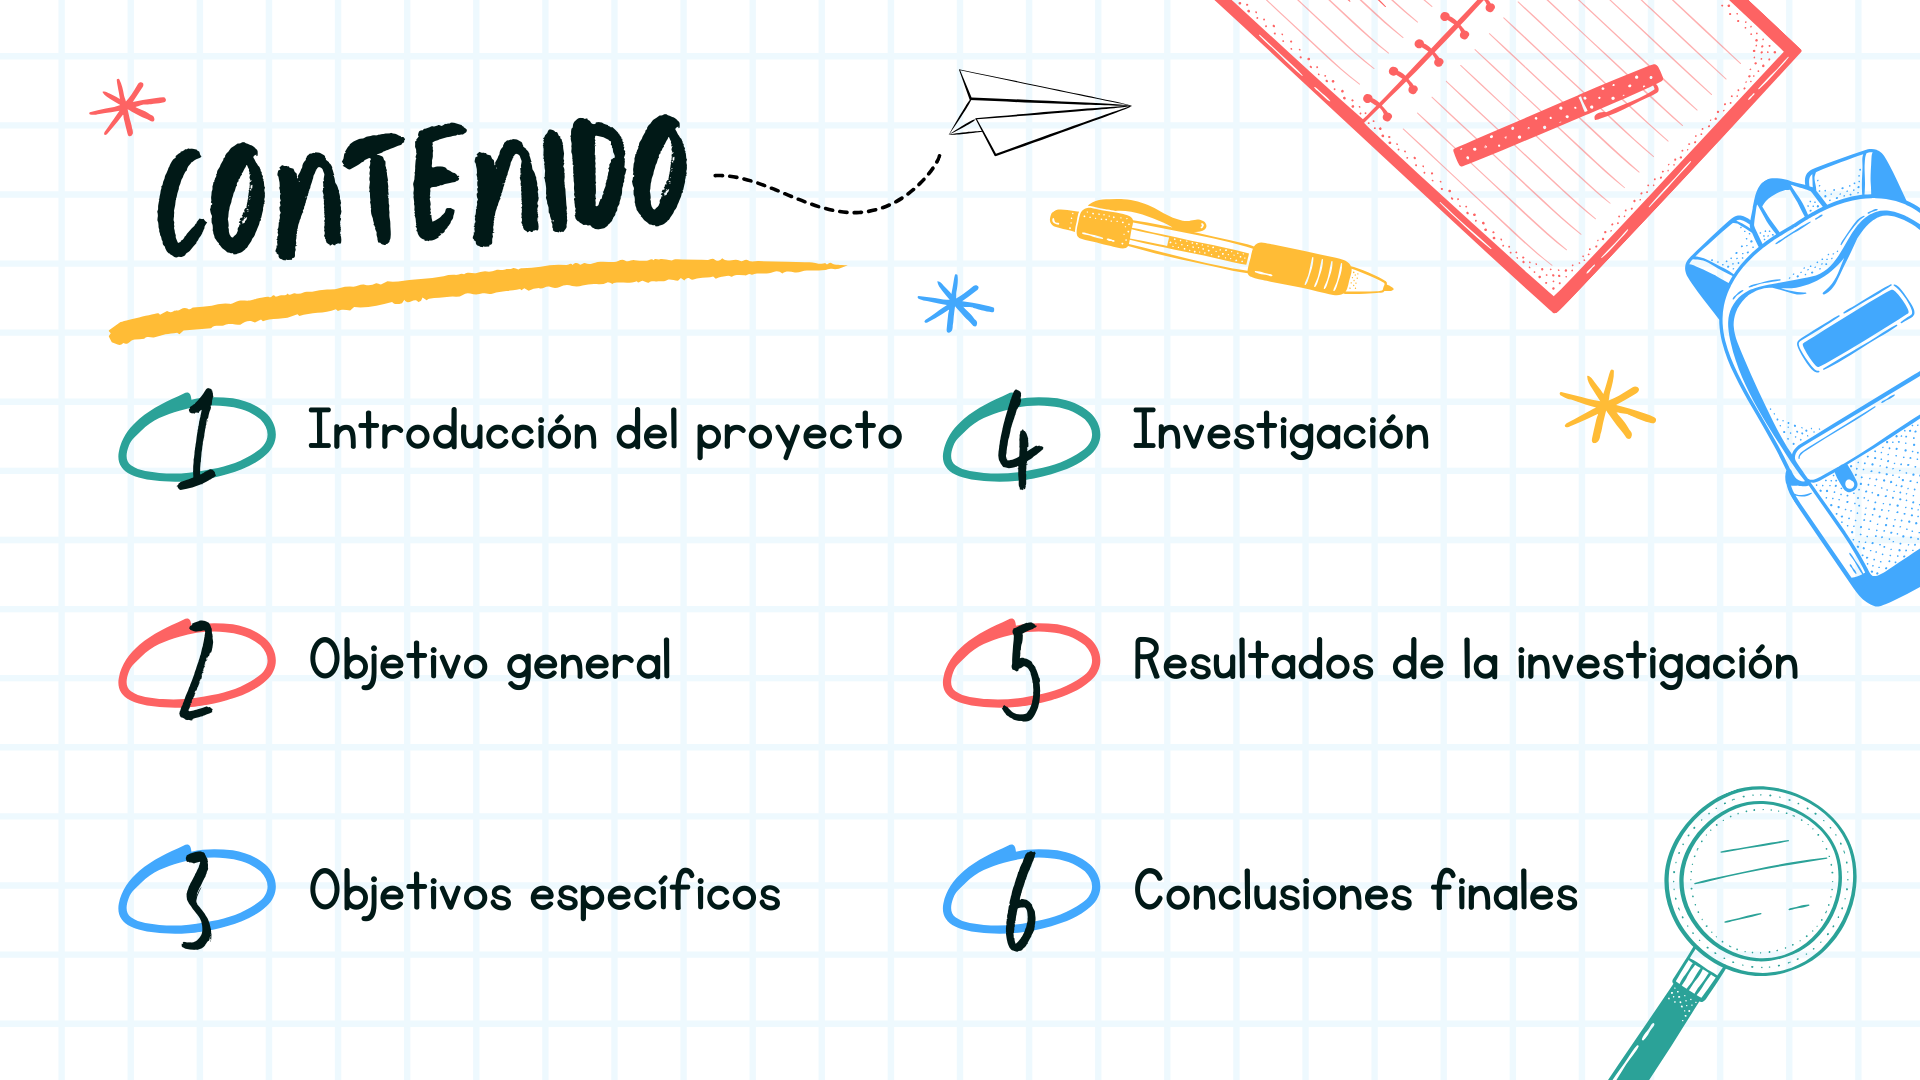 CONTENIDO
1 Introducción del proyecto
2 Objetivo general
3 Objetivos específicos
4 Investigación
5 Resultados de la investigación
6 Conclusiones finales